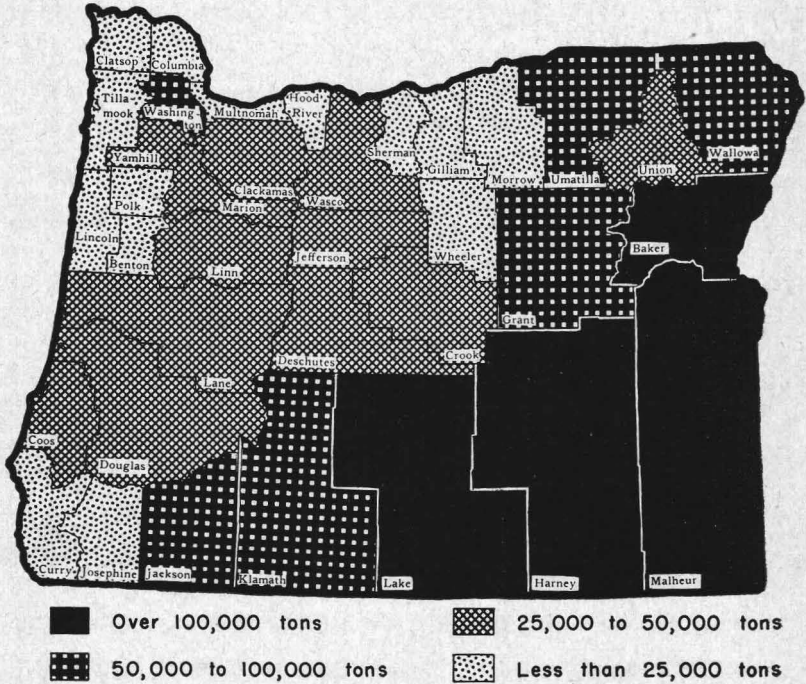 Clatsop
Columbia
Tilla
mook
Washing
ton
Multnomah
Hood
River
Sherman
Gilliam
Morrow
Umatilla
Union
Wallowa
Yamhill
Clackamas
Polk
Marion
Wasco
Lincoln
Benton
Linn
Jefferson
Wheeler
Baker
Grant
Deschutes
Crook
Lane
Coos
Douglas
Curry
Josephine
Jackson
Klamath
Lake
Harney
Malheur
Over 100,000 tons
25,000 to 50,000 tons
50,000 to 100,000 tons
Less than 25,000 tons